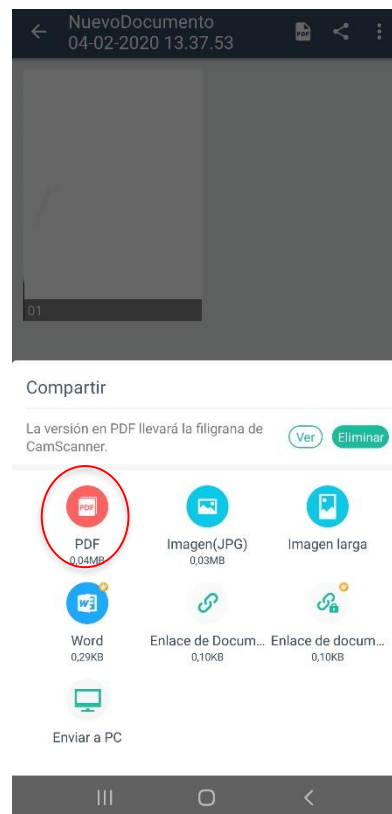 NuevoDocumento
04-02-2020 13.37.53
PDF
01
Compartir
La versión en PDF llevará la filigrana de
CamScanner.
Ver
Eliminar
PDF
PDF
0,04MB
Imagen(JPG)
0,03MB
Imagen larga
W
Word
0,29KB
Enlace de Docum...
0,10KB
Enlace de docum...
0,10KB
Enviar a PC